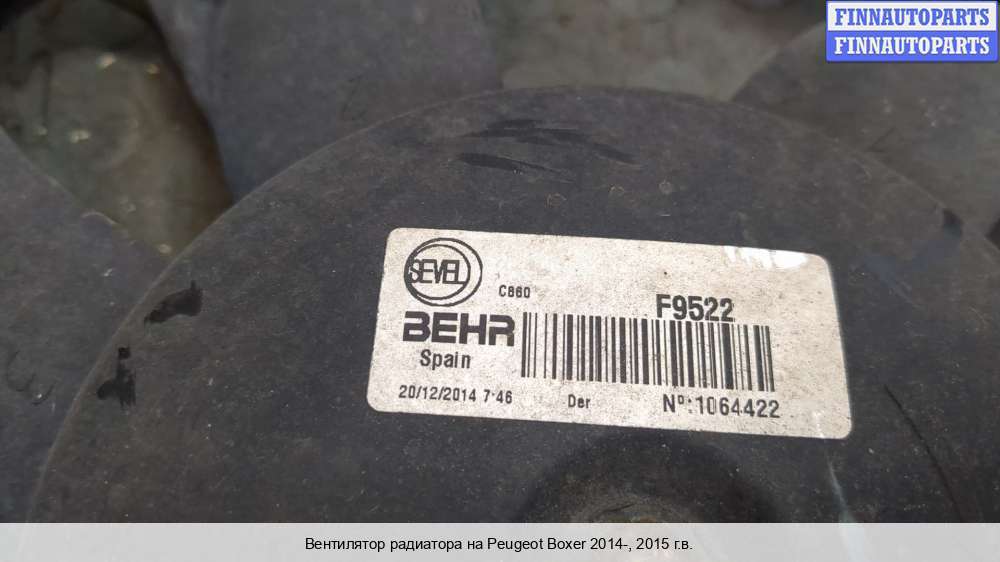 FINNAUTOPARTS
FINNAUTOPARTS
SEVEL
C860
F9522
BEHR
Spain
20/12/2014 7:46
Der
Nº:1064422
Вентилятор радиатора на Peugeot Boxer 2014-, 2015 г.в.